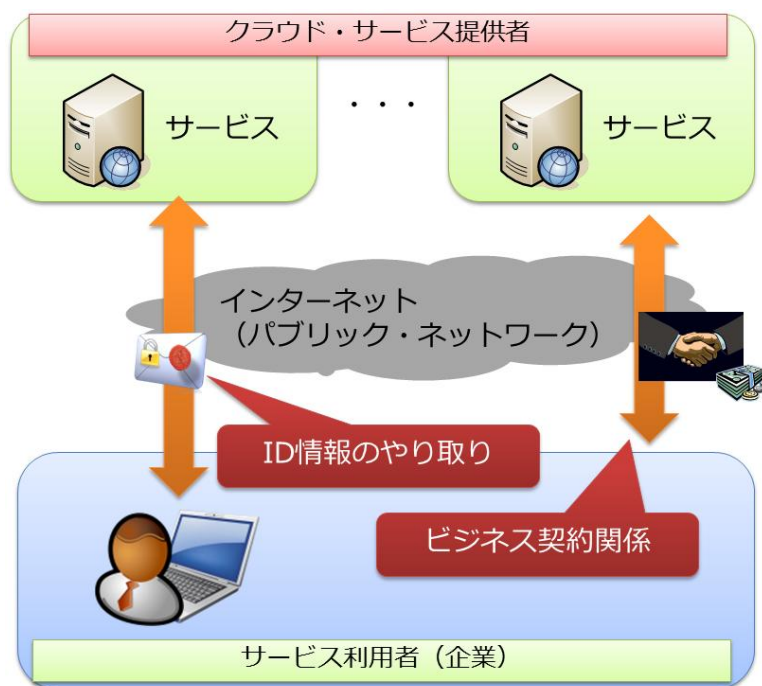 クラウド・サービス提供者
サービス
・・・
サービス
インターネット
（パブリック・ネットワーク）
ID情報のやり取り
ビジネス契約関係
サービス利用者（企業）